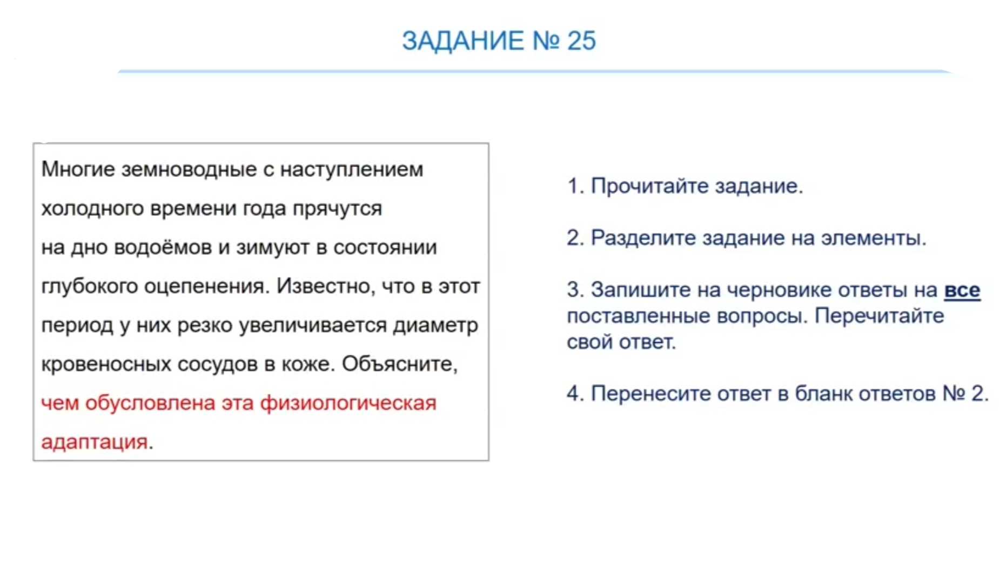 ЗАДАНИЕ № 25
Многие земноводные с наступлением
холодного времени года прячутся
на дно водоёмов и зимуют в состоянии
глубокого оцепенения. Известно, что в этот
период у них резко увеличивается диаметр
кровеносных сосудов в коже. Объясните,
чем обусловлена эта физиологическая
адаптация.
1. Прочитайте задание.
2. Разделите задание на элементы.
3. Запишите на черновике ответы на все
поставленные вопросы. Перечитайте
свой ответ.
4. Перенесите ответ в бланк ответов № 2.